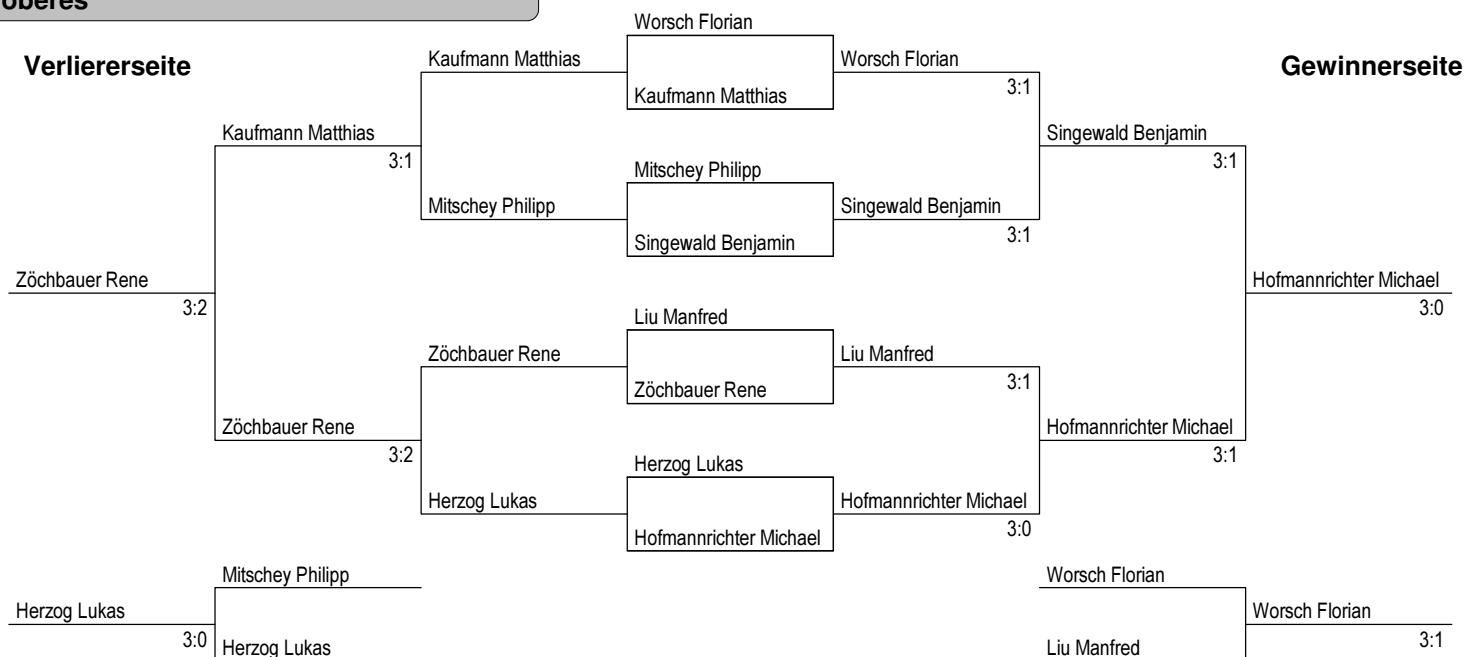 oberes
Verliererseite
Gewinnerseite
Worsch Florian
Kaufmann Matthias
Worsch Florian
3:1
Kaufmann Matthias
Kaufmann Matthias
3:1
Singewald Benjamin
3:1
Mitschey Philipp
Mitschey Philipp
Singewald Benjamin
3:1
Singewald Benjamin
Zöchbauer Rene
3:2
Hofmannrichter Michael
3:0
Liu Manfred
Zöchbauer Rene
Liu Manfred
3:1
Zöchbauer Rene
Zöchbauer Rene
3:2
Hofmannrichter Michael
3:1
Herzog Lukas
Herzog Lukas
Hofmannrichter Michael
3:0
Hofmannrichter Michael
Mitschey Philipp
Worsch Florian
Herzog Lukas
3:0
Worsch Florian
3:1
Herzog Lukas
Liu Manfred